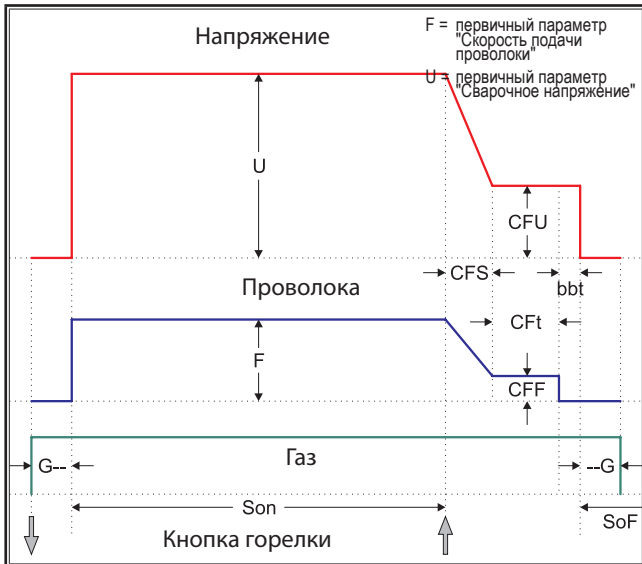 Напряжение
F = первичный параметр
"Скорость подачи
проволоки"
U = первичный параметр
"Сварочное напряжение"
U
CFU
CFS
bbt
Проволока
CFt
F
CFF
G--
Газ
--G
Son
SoF
Кнопка горелки